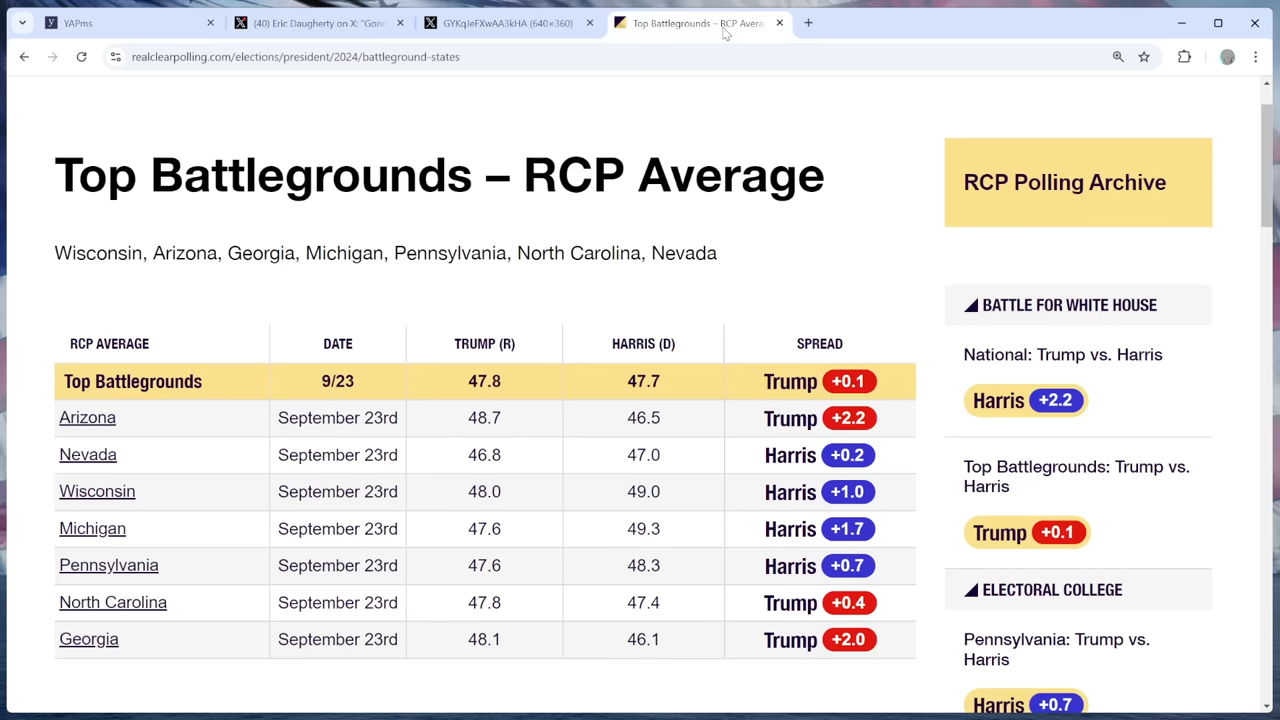 YAPms
(40) Eric Daugherty on X: "Gone
GYKqJeFXwAA3kHA (640×360)
Top Battlegrounds – RCP Avera
realclearpolling.com/elections/president/2024/battleground-states
Top Battlegrounds – RCP Average
Wisconsin, Arizona, Georgia, Michigan, Pennsylvania, North Carolina, Nevada
RCP AVERAGE DATE TRUMP (R) HARRIS (D) SPREAD
Top Battlegrounds 9/23 47.8 47.7 Trump +0.1
Arizona September 23rd 48.7 46.5 Trump +2.2
Nevada September 23rd 46.8 47.0 Harris +0.2
Wisconsin September 23rd 48.0 49.0 Harris +1.0
Michigan September 23rd 47.6 49.3 Harris +1.7
Pennsylvania September 23rd 47.6 48.3 Harris +0.7
North Carolina September 23rd 47.8 47.4 Trump +0.4
Georgia September 23rd 48.1 46.1 Trump +2.0
RCP Polling Archive
BATTLE FOR WHITE HOUSE
National: Trump vs. Harris
Harris +2.2
Top Battlegrounds: Trump vs.
Harris
Trump +0.1
ELECTORAL COLLEGE
Pennsylvania: Trump vs.
Harris
Harris +0.7